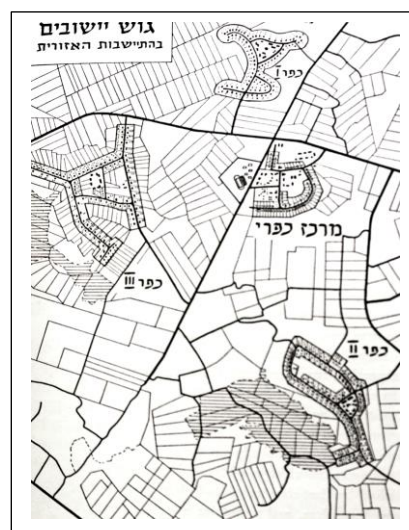 גוש יישובים
בהתיישבות האזורית
כפר I
מרכז כפרי
כפר III
כפר II